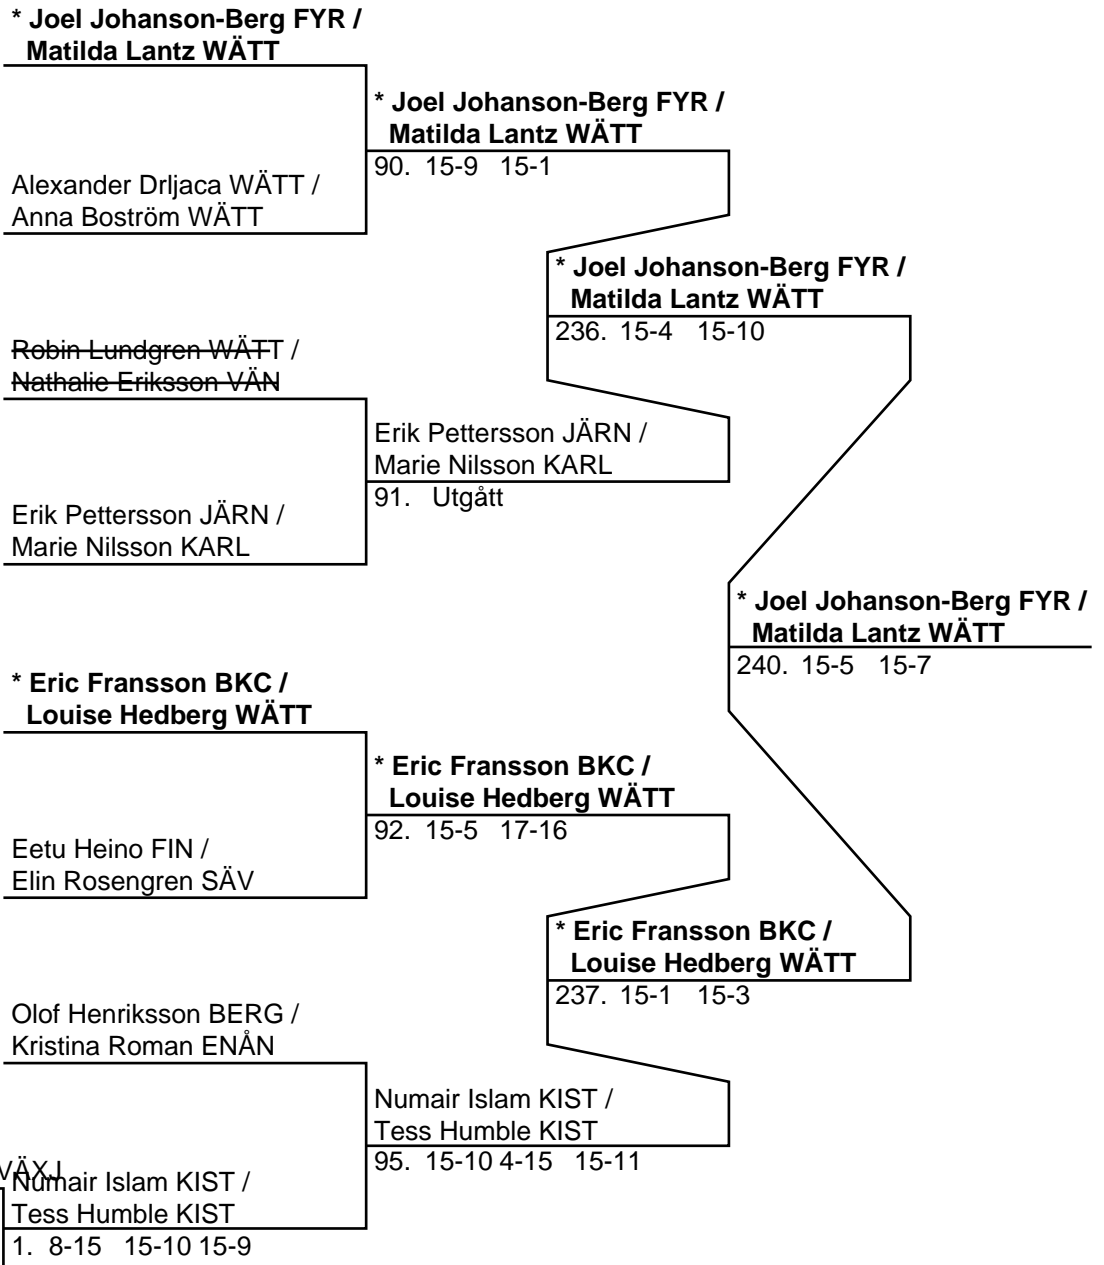 * Joel Johanson-Berg FYR /
Matilda Lantz WÄTT
* Joel Johanson-Berg FYR /
Matilda Lantz WÄTT
90. 15-9 15-1
Alexander Drljaca WÄTT /
Anna Boström WÄTT
* Joel Johanson-Berg FYR /
Matilda Lantz WÄTT
236. 15-4 15-10
Robin Lundgren WÄTT /
Nathalie Eriksson VÄN
Erik Pettersson JÄRN /
Marie Nilsson KARL
91. Utgått
Erik Pettersson JÄRN /
Marie Nilsson KARL
* Joel Johanson-Berg FYR /
Matilda Lantz WÄTT
240. 15-5 15-7
* Eric Fransson BKC /
Louise Hedberg WÄTT
* Eric Fransson BKC /
Louise Hedberg WÄTT
92. 15-5 17-16
Eetu Heino FIN /
Elin Rosengren SÄV
* Eric Fransson BKC /
Louise Hedberg WÄTT
237. 15-1 15-3
Olof Henriksson BERG /
Kristina Roman ENÅN
Numair Islam KIST /
Tess Humble KIST
95. 15-10 4-15 15-11
VÄXJ
Numair Islam KIST /
Tess Humble KIST
1. 8-15 15-10 15-9